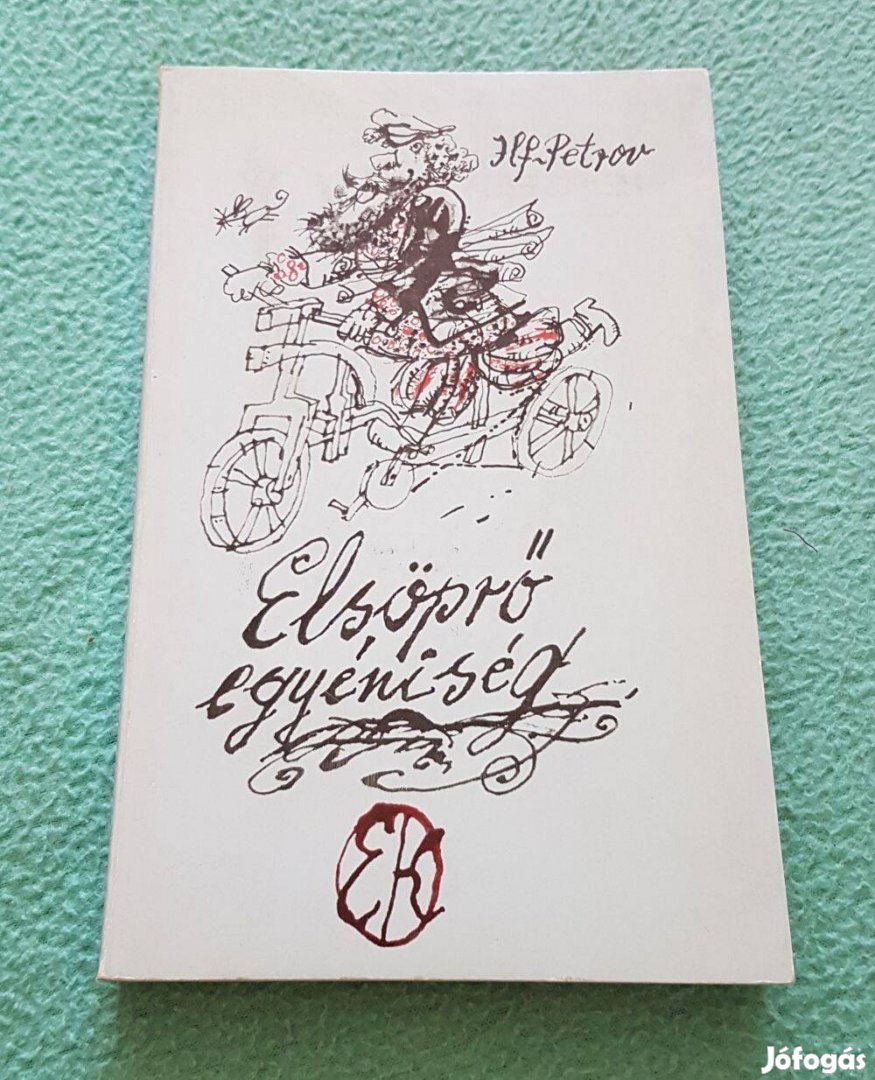 Ilf-Petrov
Elsöprő
egyéniség
EK
Jófogás